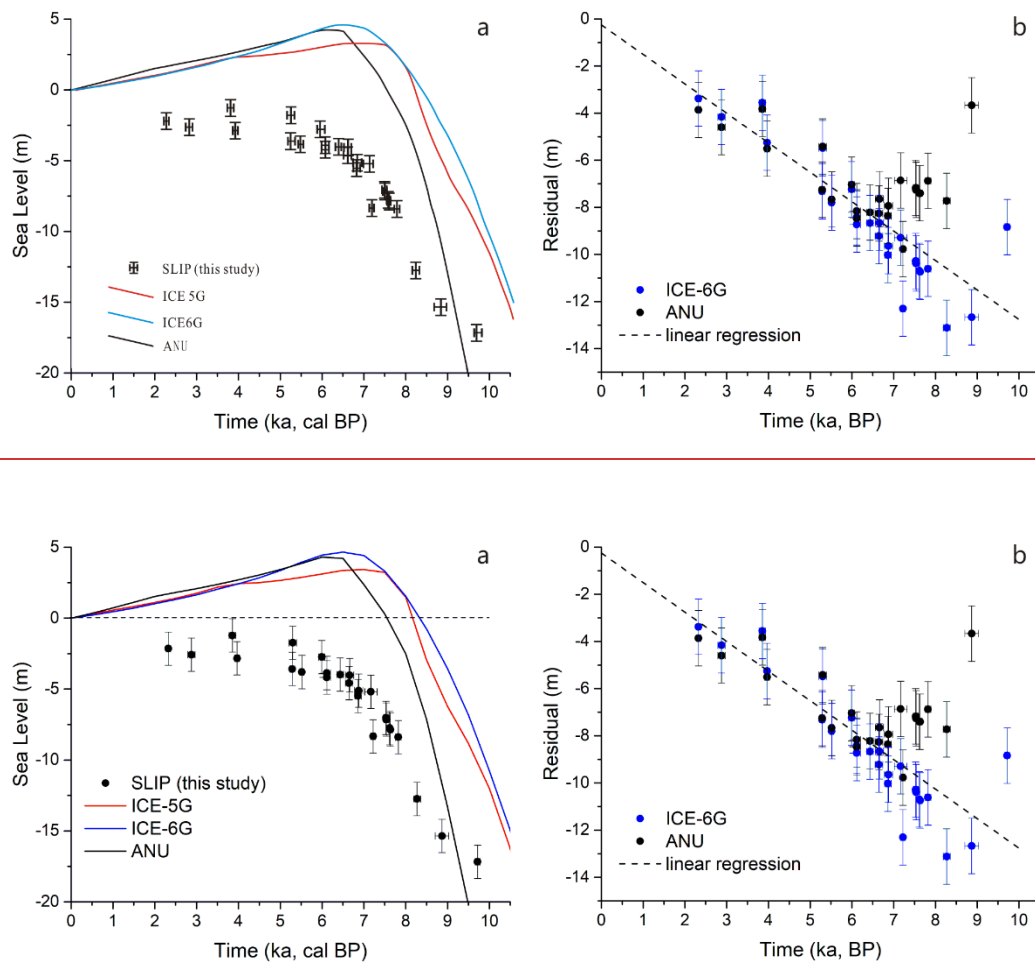 a
5
0
-5
-10
-15
-20
Sea Level (m)
SLIP (this study)
ICE 5G
ICE6G
ANU
0 1 2 3 4 5 6 7 8 9 10
Time (ka, cal BP)
b
0
-2
-4
-6
-8
-10
-12
-14
Residual (m)
ICE-6G
ANU
linear regression
0 1 2 3 4 5 6 7 8 9 10
Time (ka, BP)
a
5
0
-5
-10
-15
-20
Sea Level (m)
SLIP (this study)
ICE-5G
ICE-6G
ANU
0 1 2 3 4 5 6 7 8 9 10
Time (ka, cal BP)
b
0
-2
-4
-6
-8
-10
-12
-14
Residual (m)
ICE-6G
ANU
linear regression
0 1 2 3 4 5 6 7 8 9 10
Time (ka, BP)